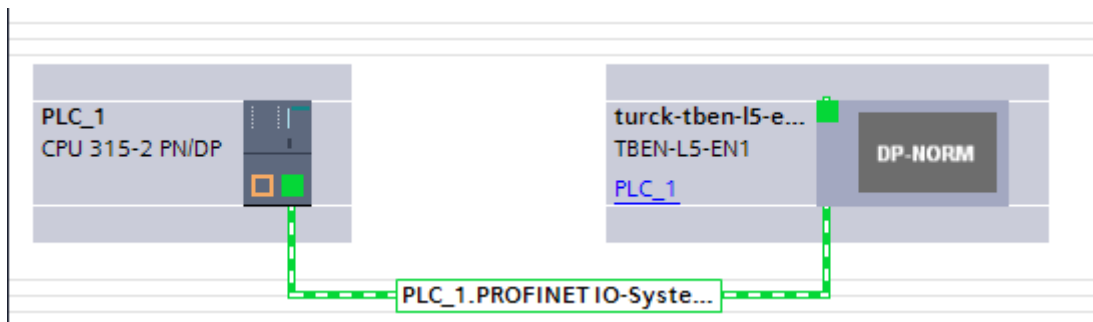 PLC_1
CPU 315-2 PN/DP
turck-tben-l5-e...
TBEN-L5-EN1
PLC_1
DP-NORM
PLC_1.PROFINET IO-Syste...